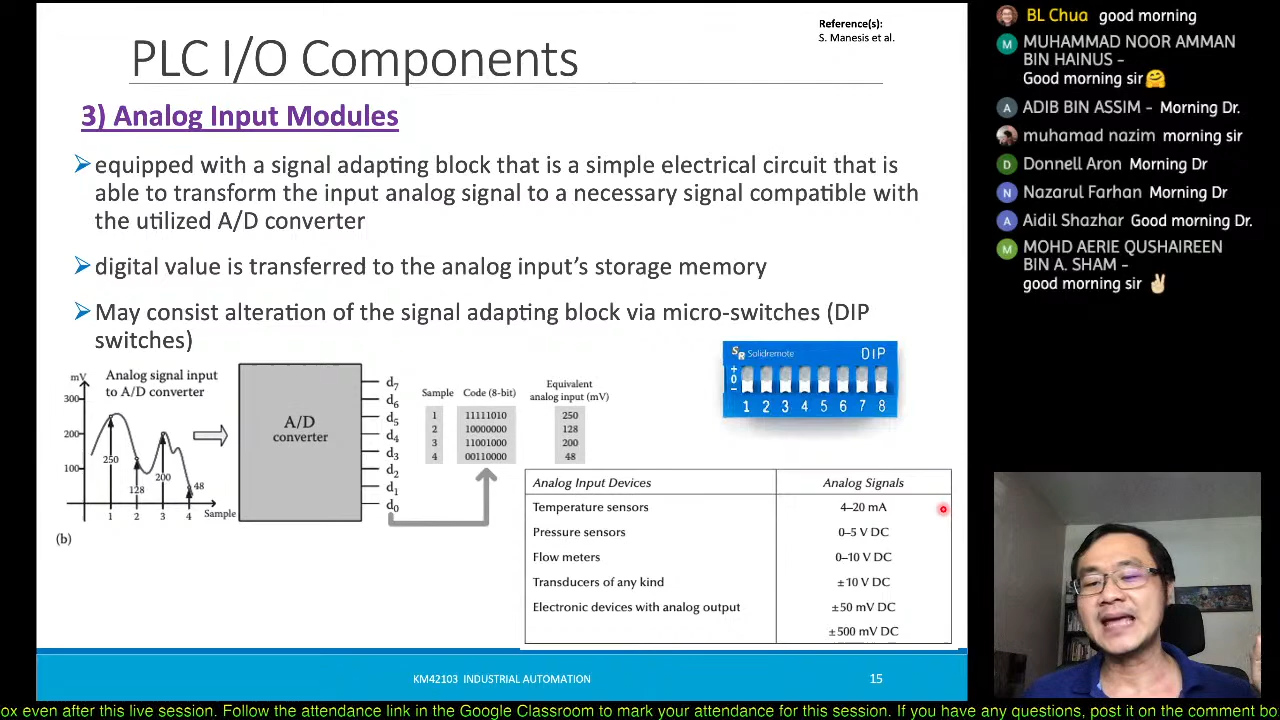 Reference(s):
S. Manesis et al.
PLC I/O Components
3) Analog Input Modules
equipped with a signal adapting block that is a simple electrical circuit that is
able to transform the input analog signal to a necessary signal compatible with
the utilized A/D converter
digital value is transferred to the analog input's storage memory
May consist alteration of the signal adapting block via micro-switches (DIP
switches)
mV
300
200
100
Analog signal input
to A/D converter
250
128
200
48
1 2 3 4 Sample
(b)
A/D
converter
d7
d6
d5
d4
d3
d2
d1
d0
Sample Code (8-bit) Equivalent
analog input (mV)
1 11111010 250
2 10000000 128
3 11001000 200
4 00110000 48
SR Solidremote DIP
+
0
-
1 2 3 4 5 6 7 8
Analog Input Devices Analog Signals
Temperature sensors 4–20 mA
Pressure sensors 0–5 V DC
Flow meters 0–10 V DC
Transducers of any kind ±10 V DC
Electronic devices with analog output ±50 mV DC
±500 mV DC
KM42103 INDUSTRIAL AUTOMATION 15
BL Chua good morning
M MUHAMMAD NOOR AMMAN
BIN HAINUS -
Good morning sir🤗
A ADIB BIN ASSIM - Morning Dr.
muhamad nazim morning sir
D Donnell Aron Morning Dr
N Nazarul Farhan Morning Dr
A Aidil Shazhar Good morning Dr.
M MOHD AERIE QUSHAIREEN
BIN A. SHAM -
good morning sir ✌🏻
ox even after this live session. Follow the attendance link in the Google Classroom to mark your attendance for this session. If you have any questions, post it on the comment bo